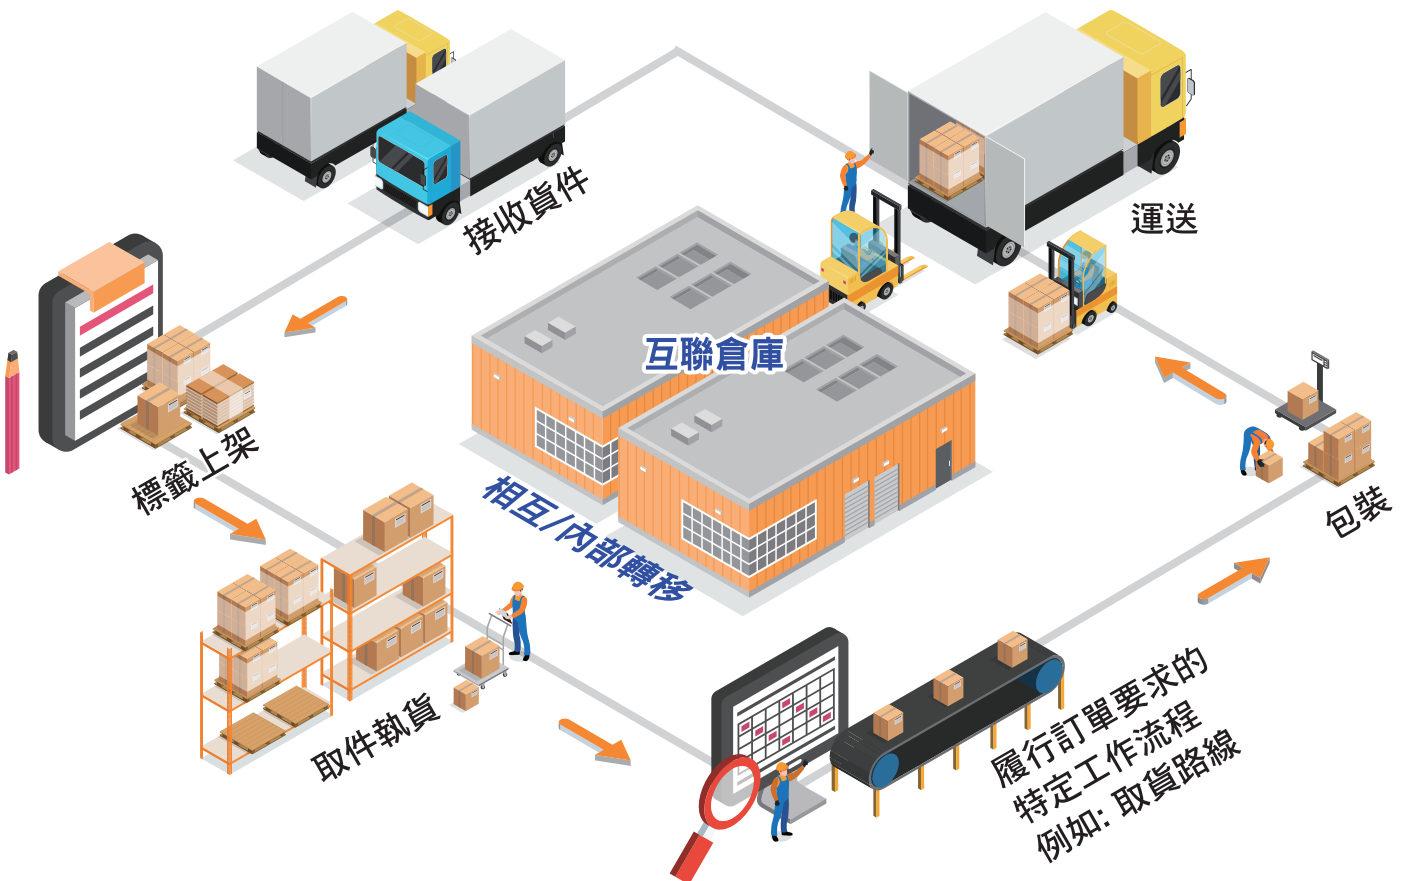 接收貨件
運送
互聯倉庫
標籤上架
相互/內部轉移
包裝
取件執貨
履行訂單要求的
特定工作流程
例如: 取貨路線